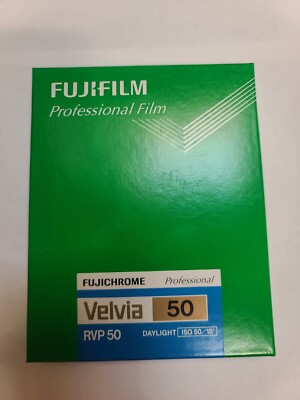 FUJIFILM
Professional Film
FUJICHROME Professional
Velvia 50
RVP 50 DAYLIGHT ISO 50/18°